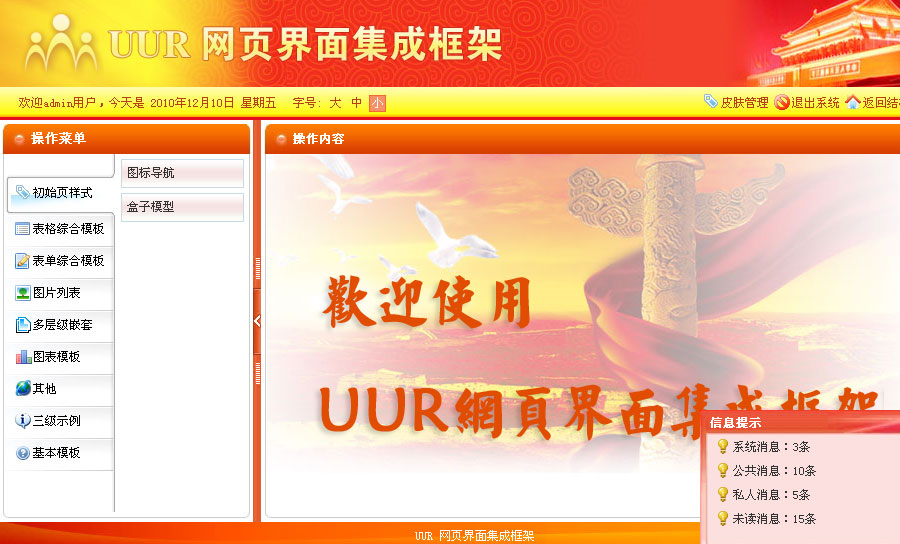 UUR 网页界面集成框架
欢迎admin用户，今天是 2010年12月10日 星期五 字号: 大 中 小
皮肤管理 退出系统 返回结
操作菜单
初始页样式
表格综合模板
表单综合模板
图片列表
多层级嵌套
图表模板
其他
三级示例
基本模板
图标导航
盒子模型
操作内容
歡迎使用
UUR網頁界面集成框架
信息提示
系统消息：3条
公共消息：10条
私人消息：5条
未读消息：15条
UUR 网页界面集成框架